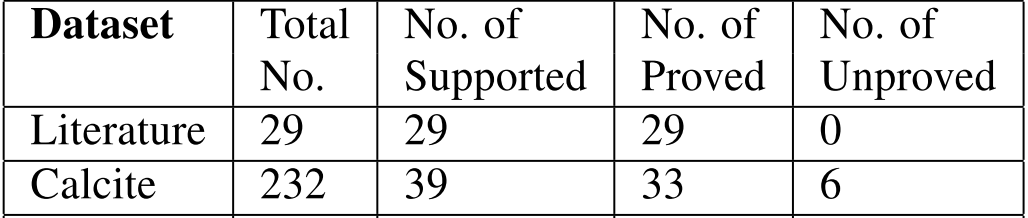 Dataset Total No. of No. of No. of
No. Supported Proved Unproved
Literature 29 29 29 0
Calcite 232 39 33 6